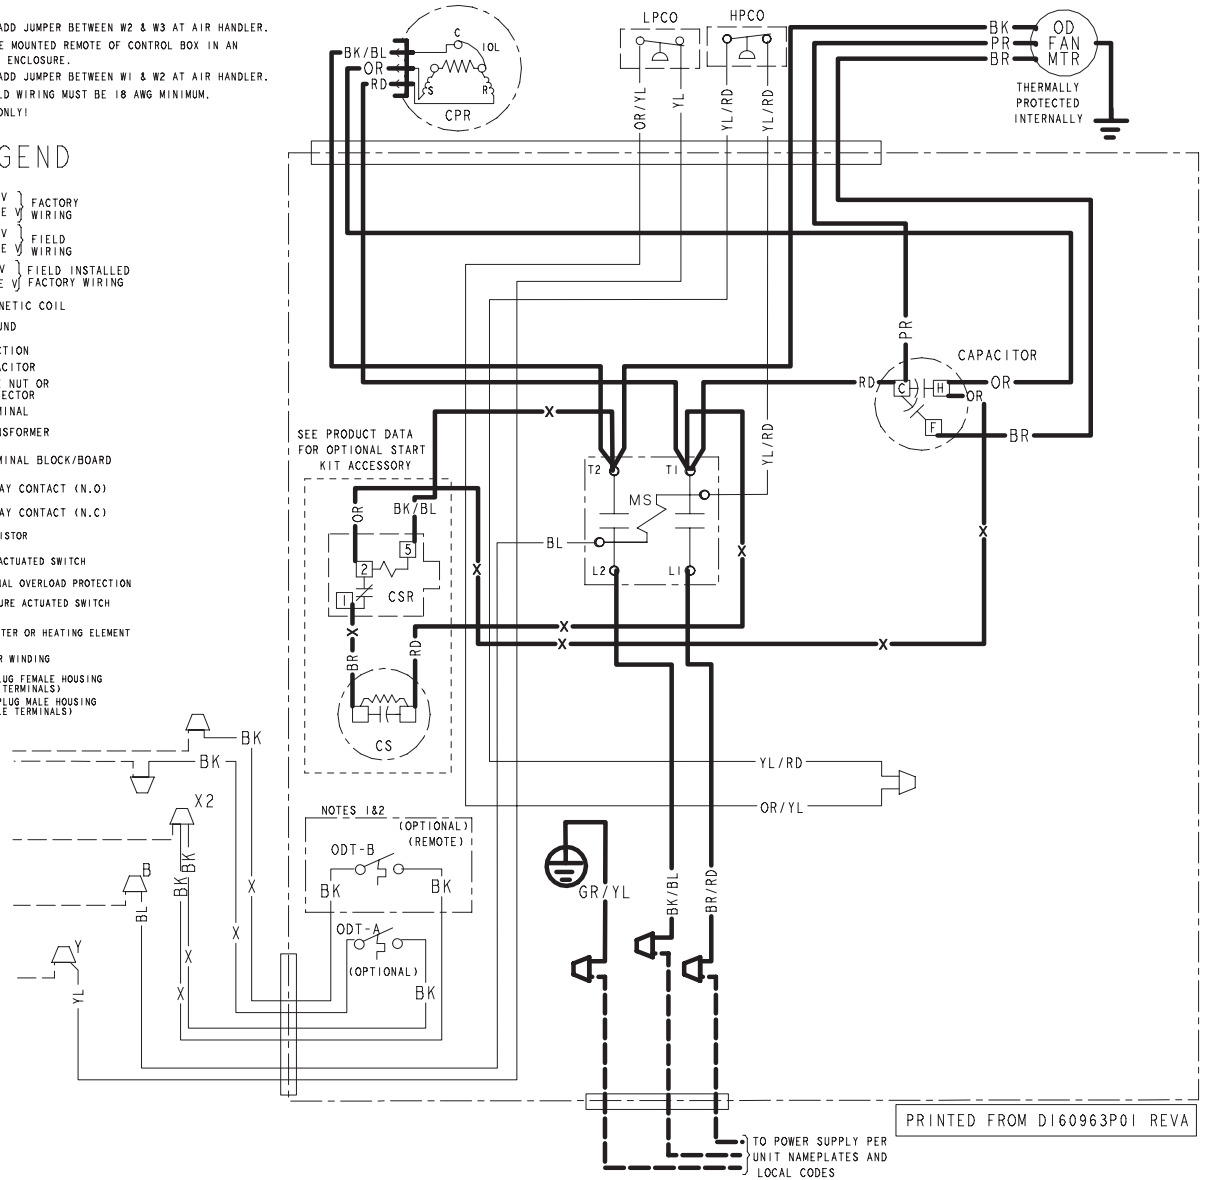 ADD JUMPER BETWEEN W2 & W3 AT AIR HANDLER.
E MOUNTED REMOTE OF CONTROL BOX IN AN
ENCLOSURE.
ADD JUMPER BETWEEN W1 & W2 AT AIR HANDLER.
LD WIRING MUST BE 18 AWG MINIMUM.
ONLY!
GEND
V
E V
FACTORY
WIRING
V
E V
FIELD
WIRING
V
E V
FIELD INSTALLED
FACTORY WIRING
NETIC COIL
UND
CTION
ACITOR
E NUT OR
ECTOR
MINAL
NSFORMER
MINAL BLOCK/BOARD
AY CONTACT (N.O)
AY CONTACT (N.C)
ISTOR
ACTUATED SWITCH
NAL OVERLOAD PROTECTION
URE ACTUATED SWITCH
TER OR HEATING ELEMENT
R WINDING
LUG FEMALE HOUSING
TERMINALS)
PLUG MALE HOUSING
E TERMINALS)
BK/BL
OR
RD
C
IOL
S
R
CPR
LPCO
HPCO
OR/YL
YL
YL/RD
YL/RD
BK
PR
BR
OD
FAN
MTR
THERMALLY
PROTECTED
INTERNALLY
PR
CAPACITOR
RD
C
H
OR
OR
F
BR
X
YL/RD
SEE PRODUCT DATA
FOR OPTIONAL START
KIT ACCESSORY
T2
T1
MS
L2
L1
BL
OR
BK/BL
5
2
1
CSR
X
X
X
X
X
X
X
BR
RD
CS
YL/RD
OR/YL
BK
BK
X2
BK
BK
B
BL
Y
YL
X
X
X
X
NOTES 1&2
(OPTIONAL)
(REMOTE)
ODT-B
BK
BK
ODT-A
(OPTIONAL)
BK
GR/YL
BK/BL
BR/RD
PRINTED FROM D160963P01 REVA
TO POWER SUPPLY PER
UNIT NAMEPLATES AND
LOCAL CODES